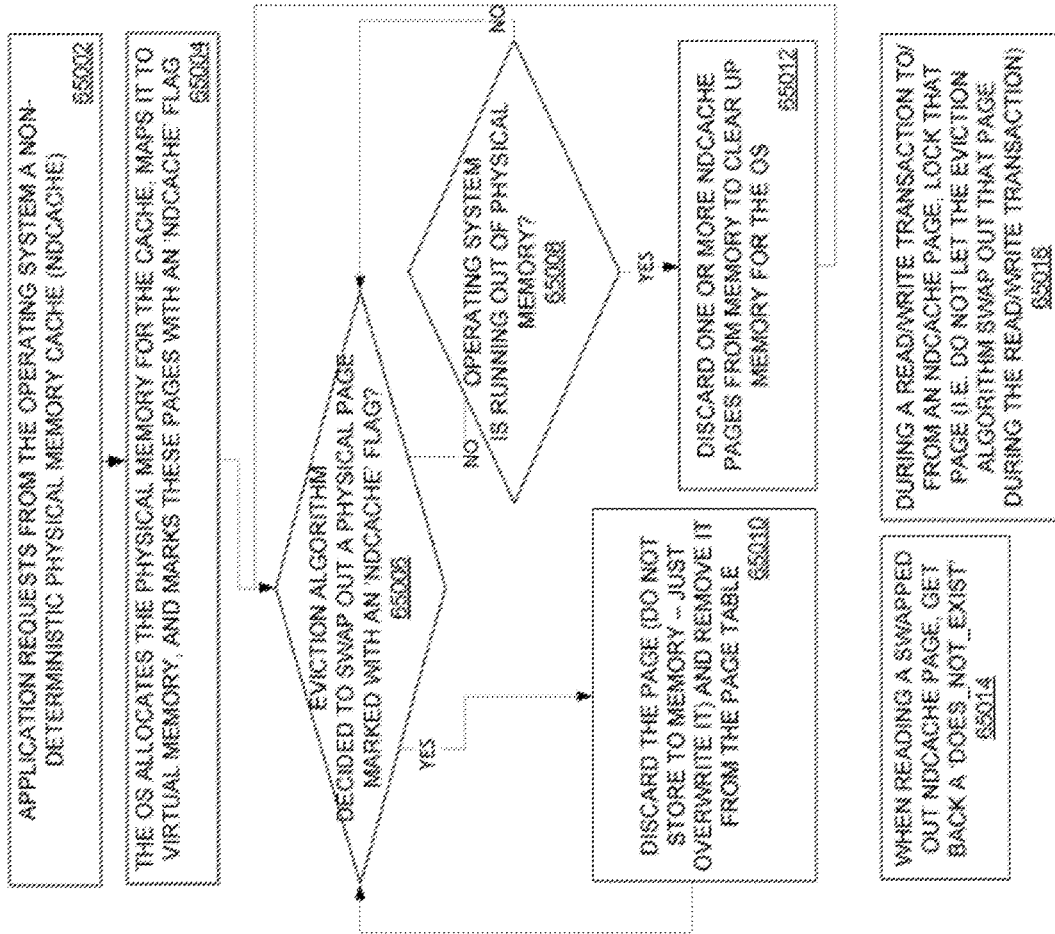 APPLICATION REQUESTS FROM THE OPERATING SYSTEM A NON-
DETERMINISTIC PHYSICAL MEMORY CACHE (NDCACHE)
65002
THE OS ALLOCATES THE PHYSICAL MEMORY FOR THE CACHE, MAPS IT TO
VIRTUAL MEMORY, AND MARKS THESE PAGES WITH AN 'NDCACHE' FLAG
65004
EVICTION ALGORITHM
DECIDED TO SWAP OUT A PHYSICAL PAGE
MARKED WITH AN 'NDCACHE' FLAG?
65006
NO
YES
OPERATING SYSTEM
IS RUNNING OUT OF PHYSICAL
MEMORY?
65008
NO
YES
DISCARD THE PAGE (DO NOT
STORE TO MEMORY -- JUST
OVERWRITE IT) AND REMOVE IT
FROM THE PAGE TABLE
65010
DISCARD ONE OR MORE NDCACHE
PAGES FROM MEMORY TO CLEAR UP
MEMORY FOR THE OS
65012
WHEN READING A SWAPPED
OUT NDCACHE PAGE, GET
BACK A 'DOES_NOT_EXIST'
65014
DURING A READ/WRITE TRANSACTION TO/
FROM AN NDCACHE PAGE, LOCK THAT
PAGE (I.E. DO NOT LET THE EVICTION
ALGORITHM SWAP OUT THAT PAGE
DURING THE READ/WRITE TRANSACTION)
65016